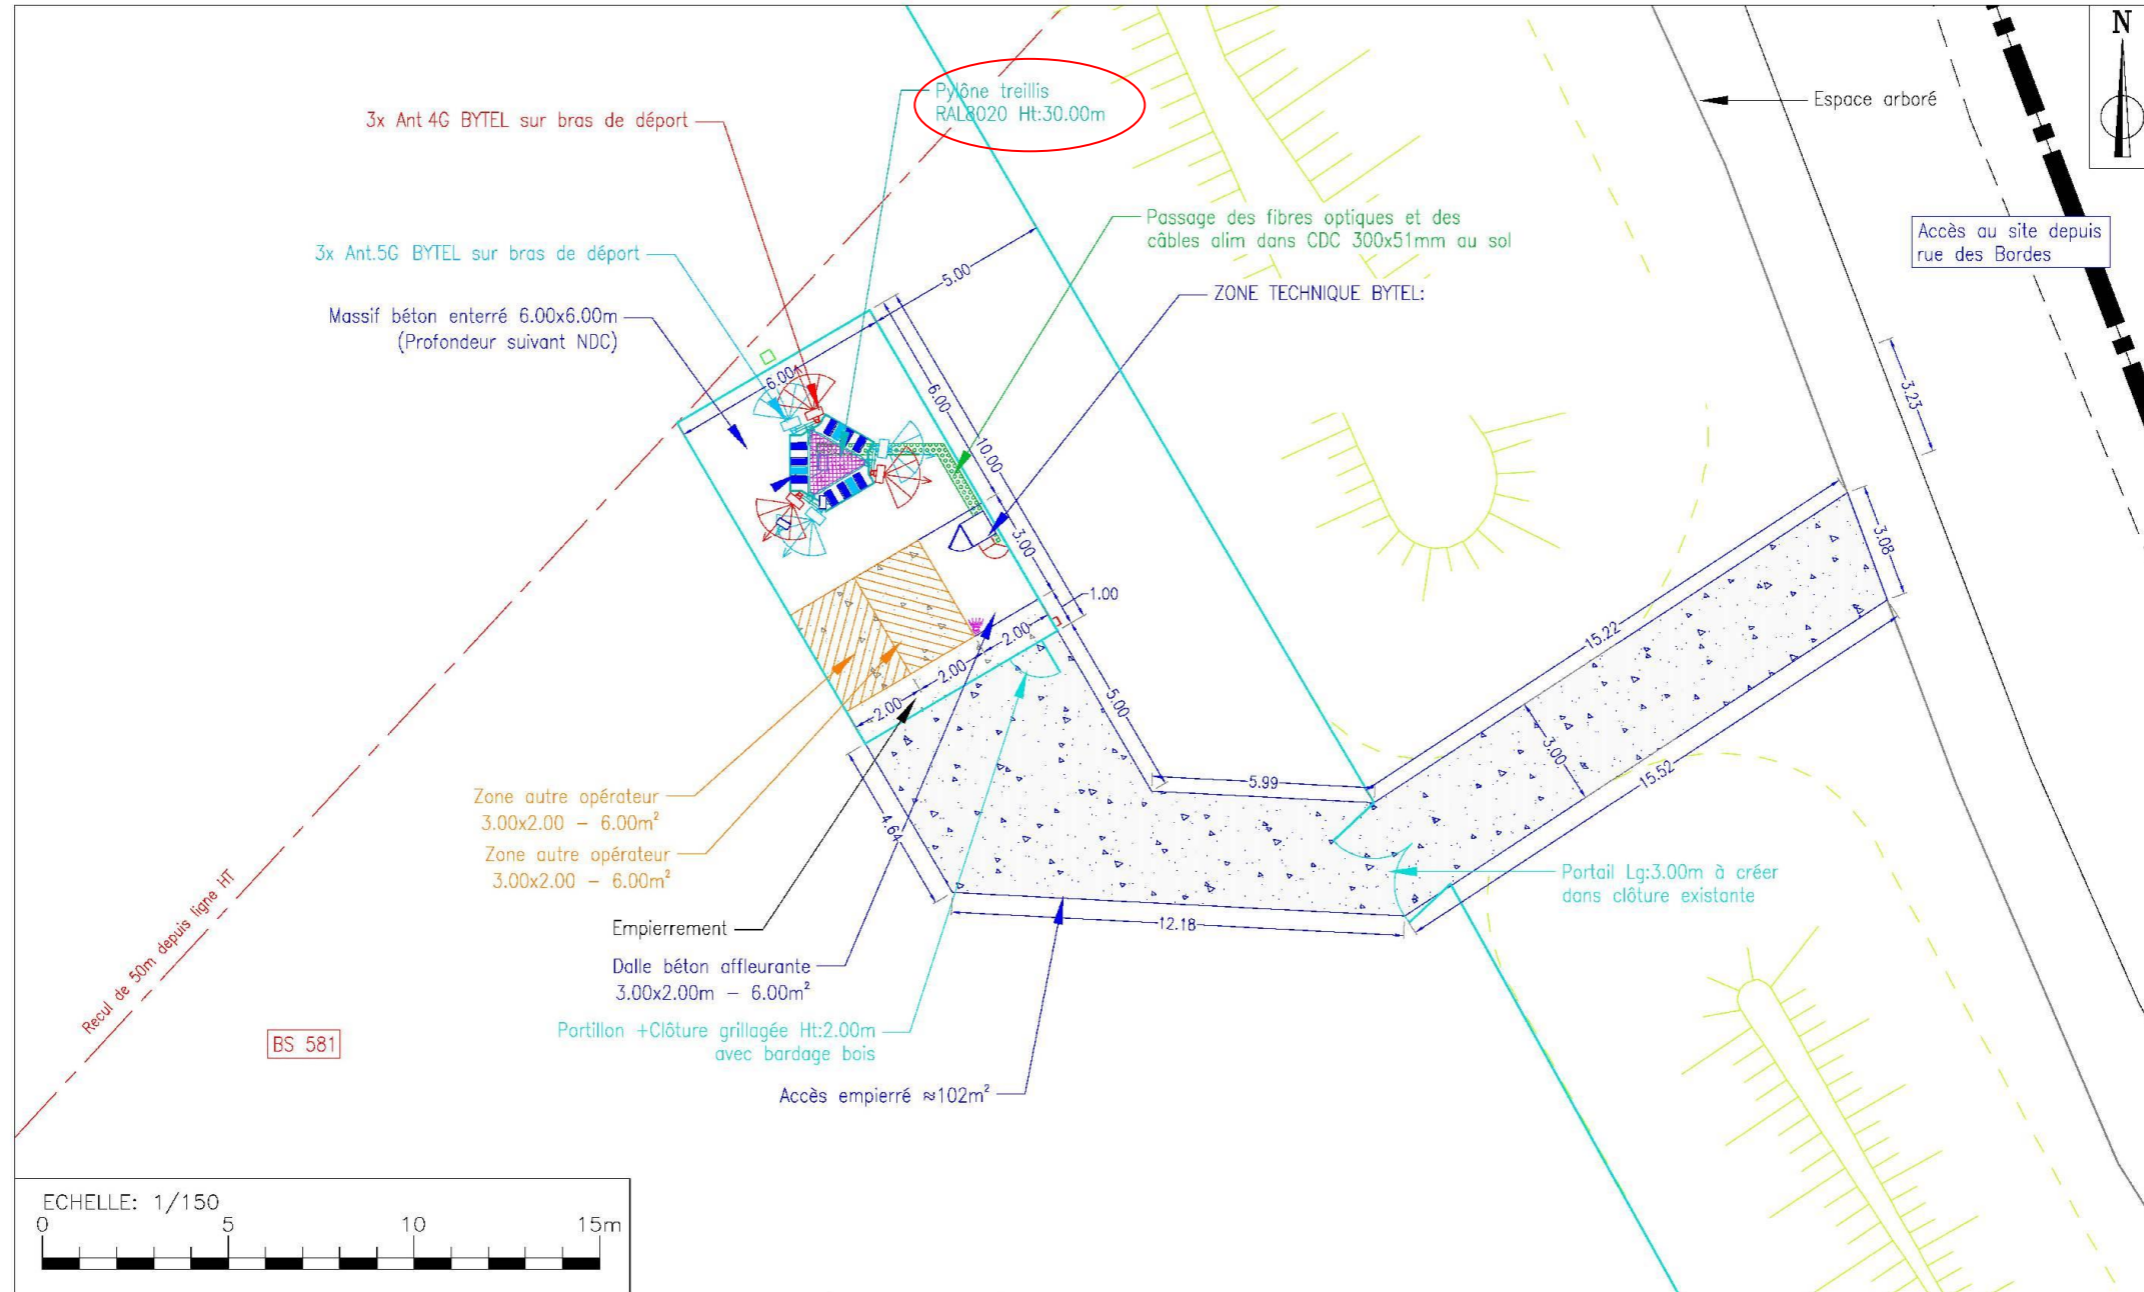 N
Pylône treillis
RAL8020 Ht:30.00m
3x Ant 4G BYTEL sur bras de déport
Espace arboré
Passage des fibres optiques et des
câbles alim dans CDC 300x51mm au sol
Accès au site depuis
rue des Bordes
3x Ant.5G BYTEL sur bras de déport
5.00
ZONE TECHNIQUE BYTEL:
Massif béton enterré 6.00x6.00m
(Profondeur suivant NDC)
6.00
6.00
10.00
3.23
3.00
3.08
1.00
2.00
2.00
2.00
15.22
5.00
3.00
5.99
15.52
4.64
12.18
Zone autre opérateur
3.00x2.00 - 6.00m²
Zone autre opérateur
3.00x2.00 - 6.00m²
Portail Lg:3.00m à créer
dans clôture existante
Empierrement
Dalle béton affleurante
3.00x2.00m - 6.00m²
Recul de 50m depuis ligne HT
BS 581
Portillon +Clôture grillagée Ht:2.00m
avec bardage bois
Accès empierré ≈102m²
ECHELLE: 1/150
0 5 10 15m